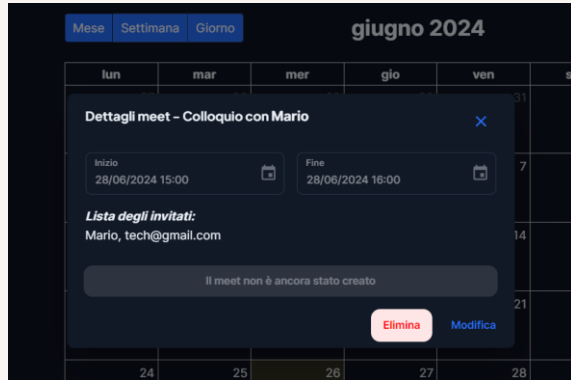 Mese Settimana Giorno
giugno 2024
lun mar mer gio ven
31
Dettagli meet – Colloquio con Mario
Inizio
28/06/2024 15:00
Fine
28/06/2024 16:00
7
Lista degli invitati:
Mario, tech@gmail.com
14
Il meet non è ancora stato creato
21
Elimina Modifica
24 25 26 27 28